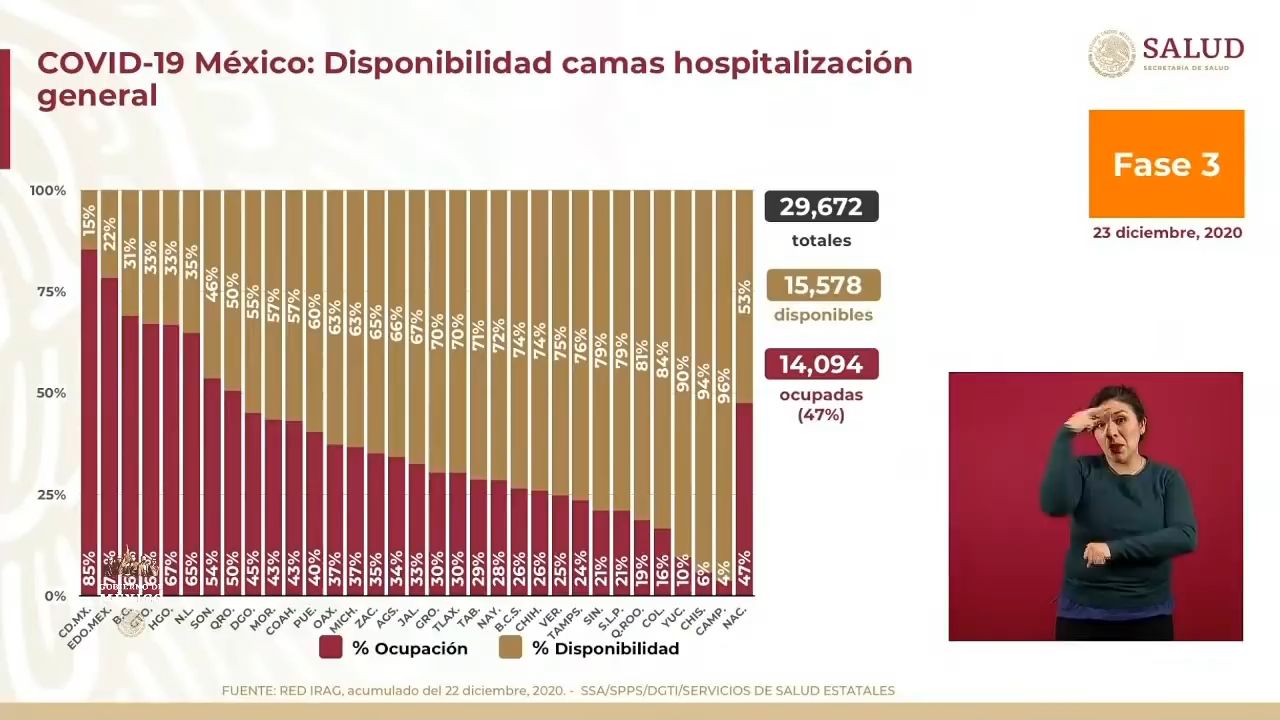 COVID-19 México: Disponibilidad camas hospitalización
general
SALUD
SECRETARÍA DE SALUD
Fase 3
23 diciembre, 2020
100%
75%
50%
25%
0%
15% 22% 31% 33% 33% 35% 46% 50% 55% 57% 57% 60% 63% 63% 65% 66% 67% 70% 70% 71% 72% 74% 74% 75% 76% 79% 79% 81% 84% 90% 94% 96% 53%
85% 67% 65% 54% 50% 45% 43% 43% 40% 37% 37% 35% 34% 33% 30% 30% 29% 28% 26% 26% 25% 24% 21% 21% 19% 16% 10% 6% 4% 47%
CD.MX. EDO.MEX. B.C. GTO. HGO. N.L. SON. QRO. DGO. MOR. COAH. PUE. OAX. MICH. ZAC. AGS. JAL. GRO. TLAX. TAB. NAY. B.C.S. CHIH. VER. TAMPS. SIN. S.L.P. Q.ROO. COL. YUC. CHIS. CAMP. NAC.
GOBIERNO DE
MÉXICO
29,672
totales
15,578
disponibles
14,094
ocupadas
(47%)
% Ocupación
% Disponibilidad
FUENTE: RED IRAG, acumulado del 22 diciembre, 2020. - SSA/SPPS/DGTI/SERVICIOS DE SALUD ESTATALES